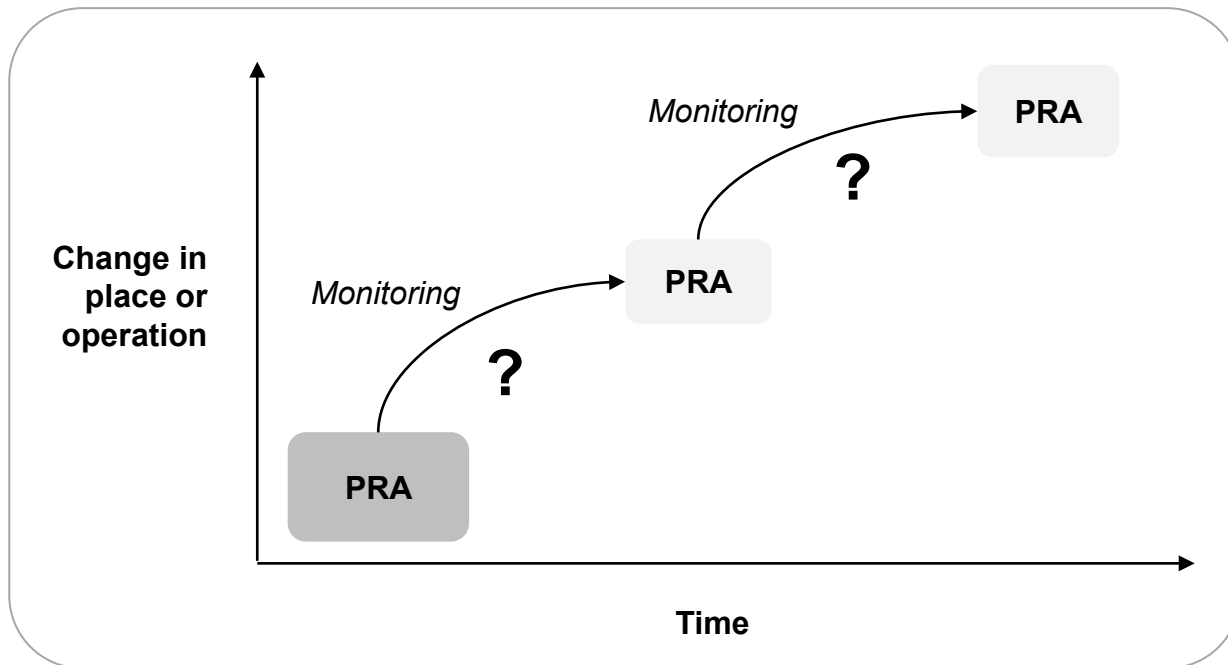 Monitoring
PRA
?
Change in
place or
operation
Monitoring
PRA
?
PRA
Time